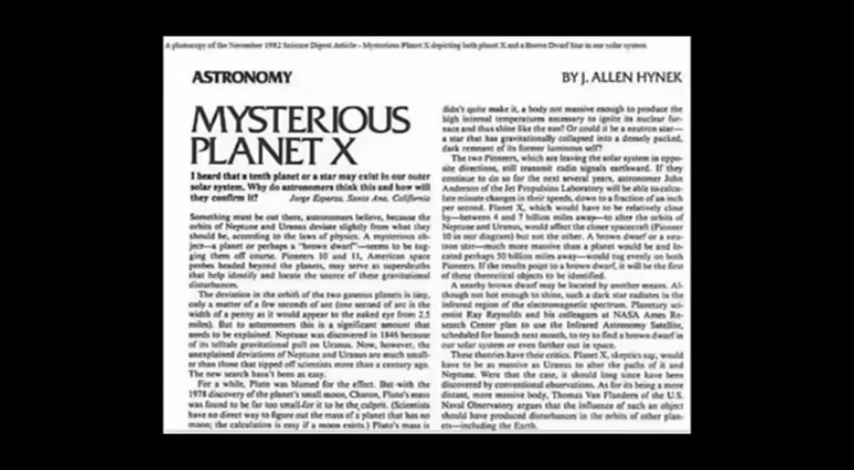 A photocopy of the November 1982 Science Digest Article - Mysterious Planet X depicting both planet X and a Brown Dwarf Star in our solar system
ASTRONOMY
BY J. ALLEN HYNEK
MYSTERIOUS
PLANET X
I heard that a tenth planet or a star may exist in our outer
solar system. Why do astronomers think this and how will
they confirm it? Jorge Esparza, Santa Ana, California
Something must be out there, astronomers believe, because the
orbits of Neptune and Uranus deviate slightly from what they
should be, according to the laws of physics. A mysterious ob-
ject—a planet or perhaps a "brown dwarf"—seems to be tug-
ging them off course. Pioneers 10 and 11, American space
probes headed beyond the planets, may serve as supersleuths
that help identify and locate the source of these gravitational
disturbances.
The deviation in the orbits of the two gaseous planets is tiny,
only a matter of a few seconds of arc (one second of arc is the
width of a penny as it would appear to the naked eye from 2.5
miles). But to astronomers this is a significant amount that
needs to be explained. Neptune was discovered in 1846 because
of its telltale gravitational pull on Uranus. Now, however, the
unexplained deviations of Neptune and Uranus are much small-
er than those that tipped off scientists more than a century ago.
The new search hasn't been as easy.
For a while, Pluto was blamed for the effect. But with the
1978 discovery of the planet's small moon, Charon, Pluto's mass
was found to be far too small for it to be the culprit. (Scientists
have no direct way to figure out the mass of a planet that has no
moon; the calculation is easy if a moon exists.) Pluto's mass is
didn't quite make it, a body not massive enough to produce the
high internal temperatures necessary to ignite its nuclear fur-
nace and thus shine like the sun? Or could it be a neutron star—
a star that has gravitationally collapsed into a densely packed,
dark remnant of its former luminous self?
The two Pioneers, which are leaving the solar system in oppo-
site directions, still transmit radio signals earthward. If they
continue to do so for the next several years, astronomer John
Anderson of the Jet Propulsion Laboratory will be able to calcu-
late minute changes in their speeds, down to a fraction of an inch
per second. Planet X, which would have to be relatively close
by—between 4 and 7 billion miles away—to alter the orbits of
Neptune and Uranus, would affect the closer spacecraft (Pioneer
10 in our diagram) but not the other. A brown dwarf or a neu-
tron star—much more massive than a planet would be and lo-
cated perhaps 50 billion miles away—would tug evenly on both
Pioneers. If the results point to a brown dwarf, it will be the first
of these theoretical objects to be identified.
A nearby brown dwarf may be located by another means. Al-
though not hot enough to shine, such a dark star radiates in the
infrared region of the electromagnetic spectrum. Planetary sci-
entist Ray Reynolds and his colleagues at NASA Ames Re-
search Center plan to use the Infrared Astronomy Satellite,
scheduled for launch next month, to try to find a brown dwarf in
our solar system or even farther out in space.
These theories have their critics. Planet X, skeptics say, would
have to be as massive as Uranus to alter the paths of it and
Neptune. Were that the case, it should long since have been
discovered by conventional observations. As for its being a more
distant, more massive body, Thomas Van Flandern of the U.S.
Naval Observatory argues that the influence of such an object
should have produced disturbances in the orbits of other plan-
ets—including the Earth.